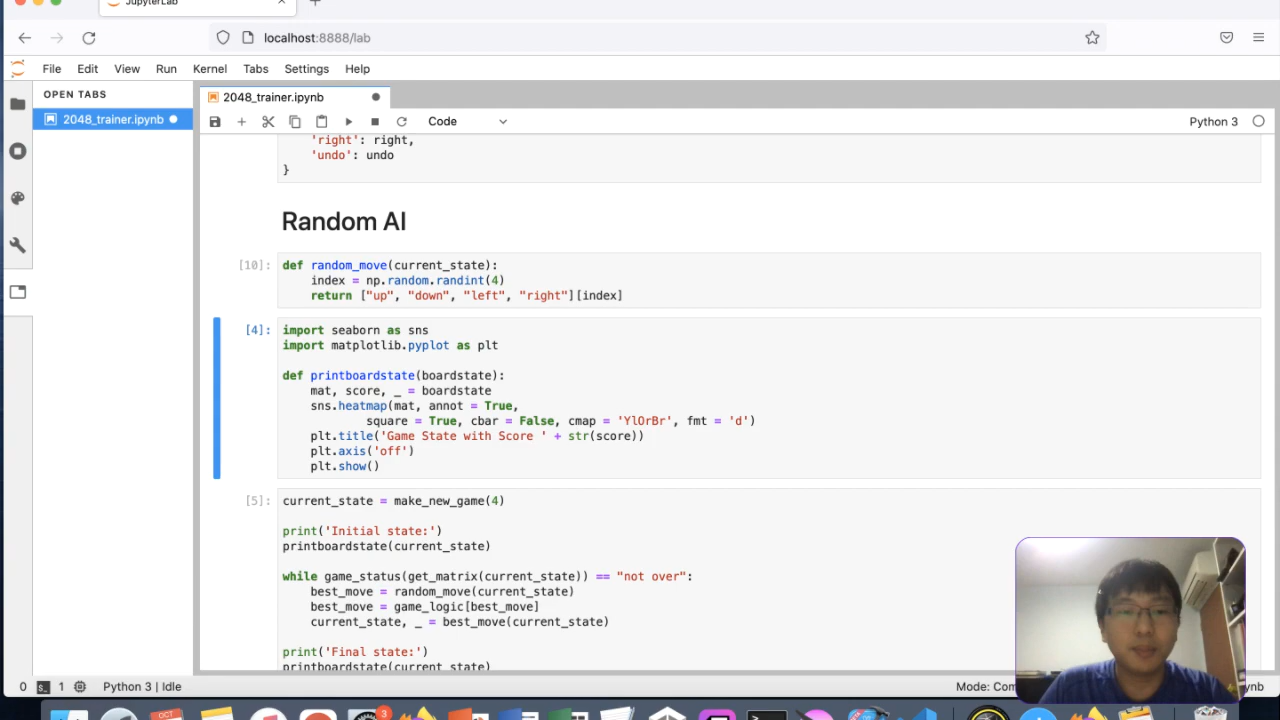 JupyterLab
localhost:8888/lab
File Edit View Run Kernel Tabs Settings Help
OPEN TABS
2048_trainer.ipynb
2048_trainer.ipynb
Code
Python 3
'right': right,
'undo': undo
}
Random AI
[10]:
def random_move(current_state):
index = np.random.randint(4)
return ["up", "down", "left", "right"][index]
[4]:
import seaborn as sns
import matplotlib.pyplot as plt
def printboardstate(boardstate):
mat, score, _ = boardstate
sns.heatmap(mat, annot = True,
square = True, cbar = False, cmap = 'YlOrBr', fmt = 'd')
plt.title('Game State with Score ' + str(score))
plt.axis('off')
plt.show()
[5]:
current_state = make_new_game(4)
print('Initial state:')
printboardstate(current_state)
while game_status(get_matrix(current_state)) == "not over":
best_move = random_move(current_state)
best_move = game_logic[best_move]
current_state, _ = best_move(current_state)
print('Final state:')
printboardstate(current_state)
0 1 Python 3 | Idle
Mode: Com
ynb
OCT
3